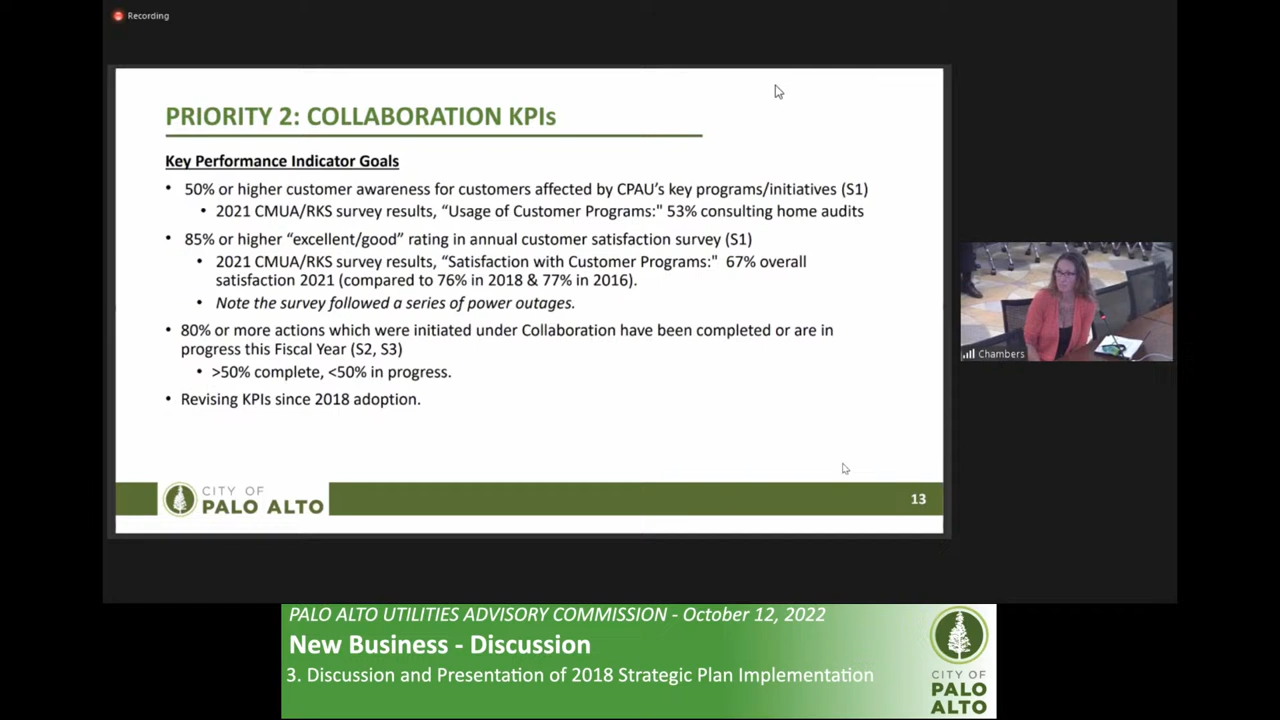 Recording
PRIORITY 2: COLLABORATION KPIs
Key Performance Indicator Goals
• 50% or higher customer awareness for customers affected by CPAU’s key programs/initiatives (S1)
• 2021 CMUA/RKS survey results, “Usage of Customer Programs:" 53% consulting home audits
• 85% or higher “excellent/good” rating in annual customer satisfaction survey (S1)
• 2021 CMUA/RKS survey results, “Satisfaction with Customer Programs:" 67% overall
satisfaction 2021 (compared to 76% in 2018 & 77% in 2016).
• Note the survey followed a series of power outages.
• 80% or more actions which were initiated under Collaboration have been completed or are in
progress this Fiscal Year (S2, S3)
• >50% complete, <50% in progress.
• Revising KPIs since 2018 adoption.
CITY OF
PALO ALTO
13
Chambers
PALO ALTO UTILITIES ADVISORY COMMISSION - October 12, 2022
New Business - Discussion
3. Discussion and Presentation of 2018 Strategic Plan Implementation
CITY OF
PALO
ALTO